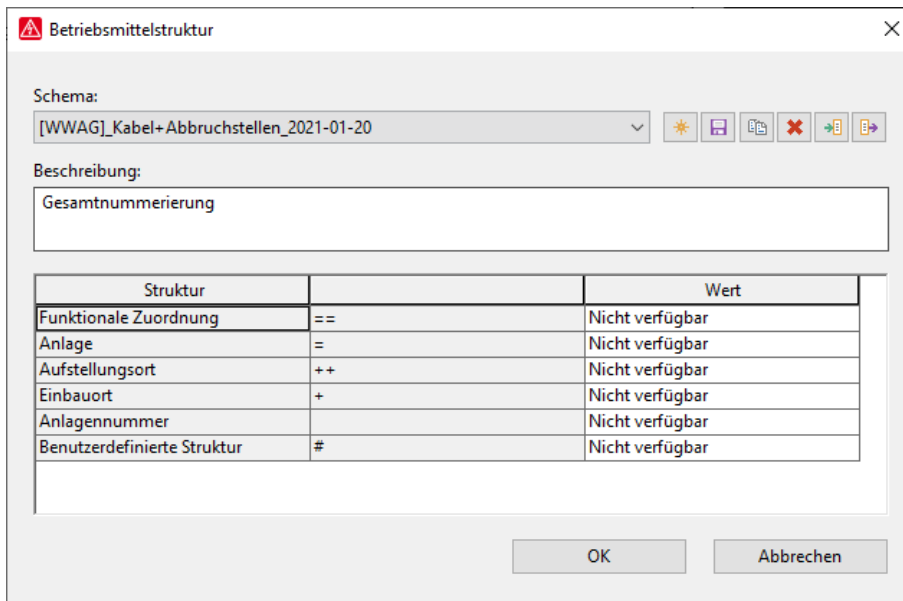 Betriebsmittelstruktur
Schema:
[WWAG]_Kabel+Abbruchstellen_2021-01-20
Beschreibung:
Gesamtnummerierung
Struktur Wert
Funktionale Zuordnung == Nicht verfügbar
Anlage = Nicht verfügbar
Aufstellungsort ++ Nicht verfügbar
Einbauort + Nicht verfügbar
Anlagennummer Nicht verfügbar
Benutzerdefinierte Struktur # Nicht verfügbar
OK Abbrechen